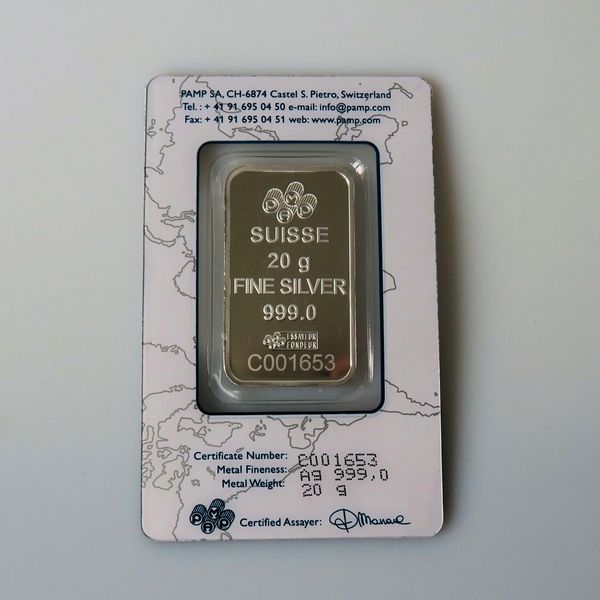 PAMP SA, CH-6874 Castel S. Pietro, Switzerland
Tel.: + 41 91 695 04 50 e-mail: info@pamp.com
Fax: + 41 91 695 04 51 web: www.pamp.com
PAMP
SUISSE
20 g
FINE SILVER
999.0
ESSAYEUR
FONDEUR
C001653
Certificate Number: C001653
Metal Fineness: Ag 999,0
Metal Weight: 20 g
PAMP
Certified Assayer: